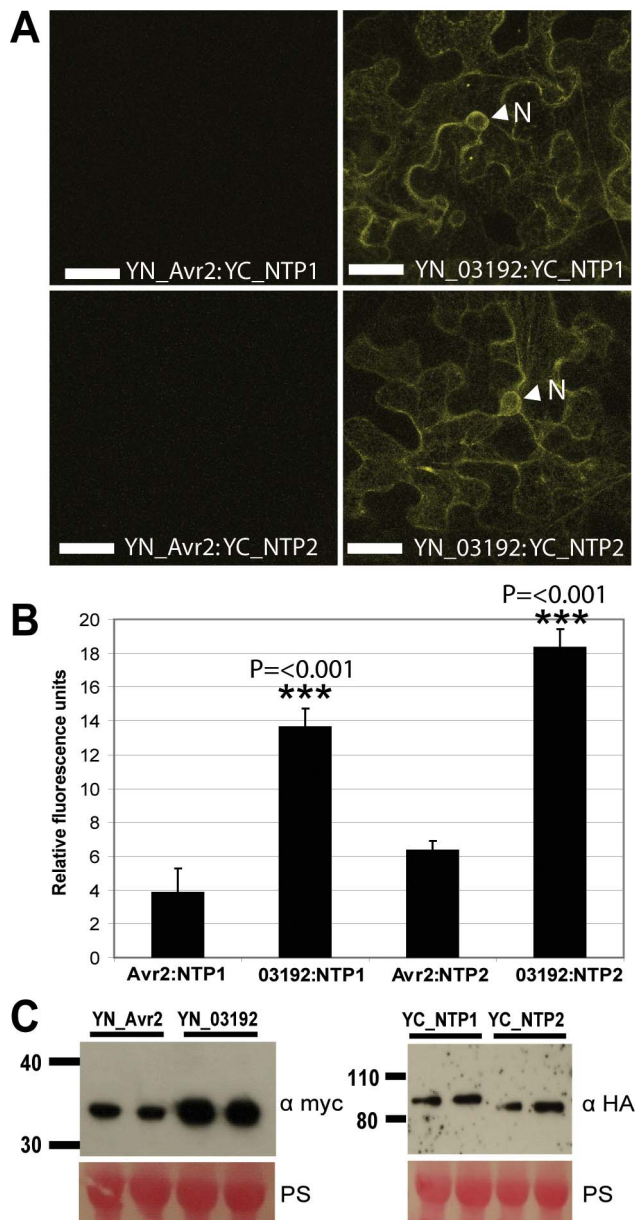 A
N
YN_Avr2:YC_NTP1
YN_03192:YC_NTP1
N
YN_Avr2:YC_NTP2
YN_03192:YC_NTP2
B
P=<0.001
***
P=<0.001
***
Relative fluorescence units
20
18
16
14
12
10
8
6
4
2
0
Avr2:NTP1
03192:NTP1
Avr2:NTP2
03192:NTP2
C
YN_Avr2
YN_03192
40
30
α myc
PS
YC_NTP1
YC_NTP2
110
80
α HA
PS